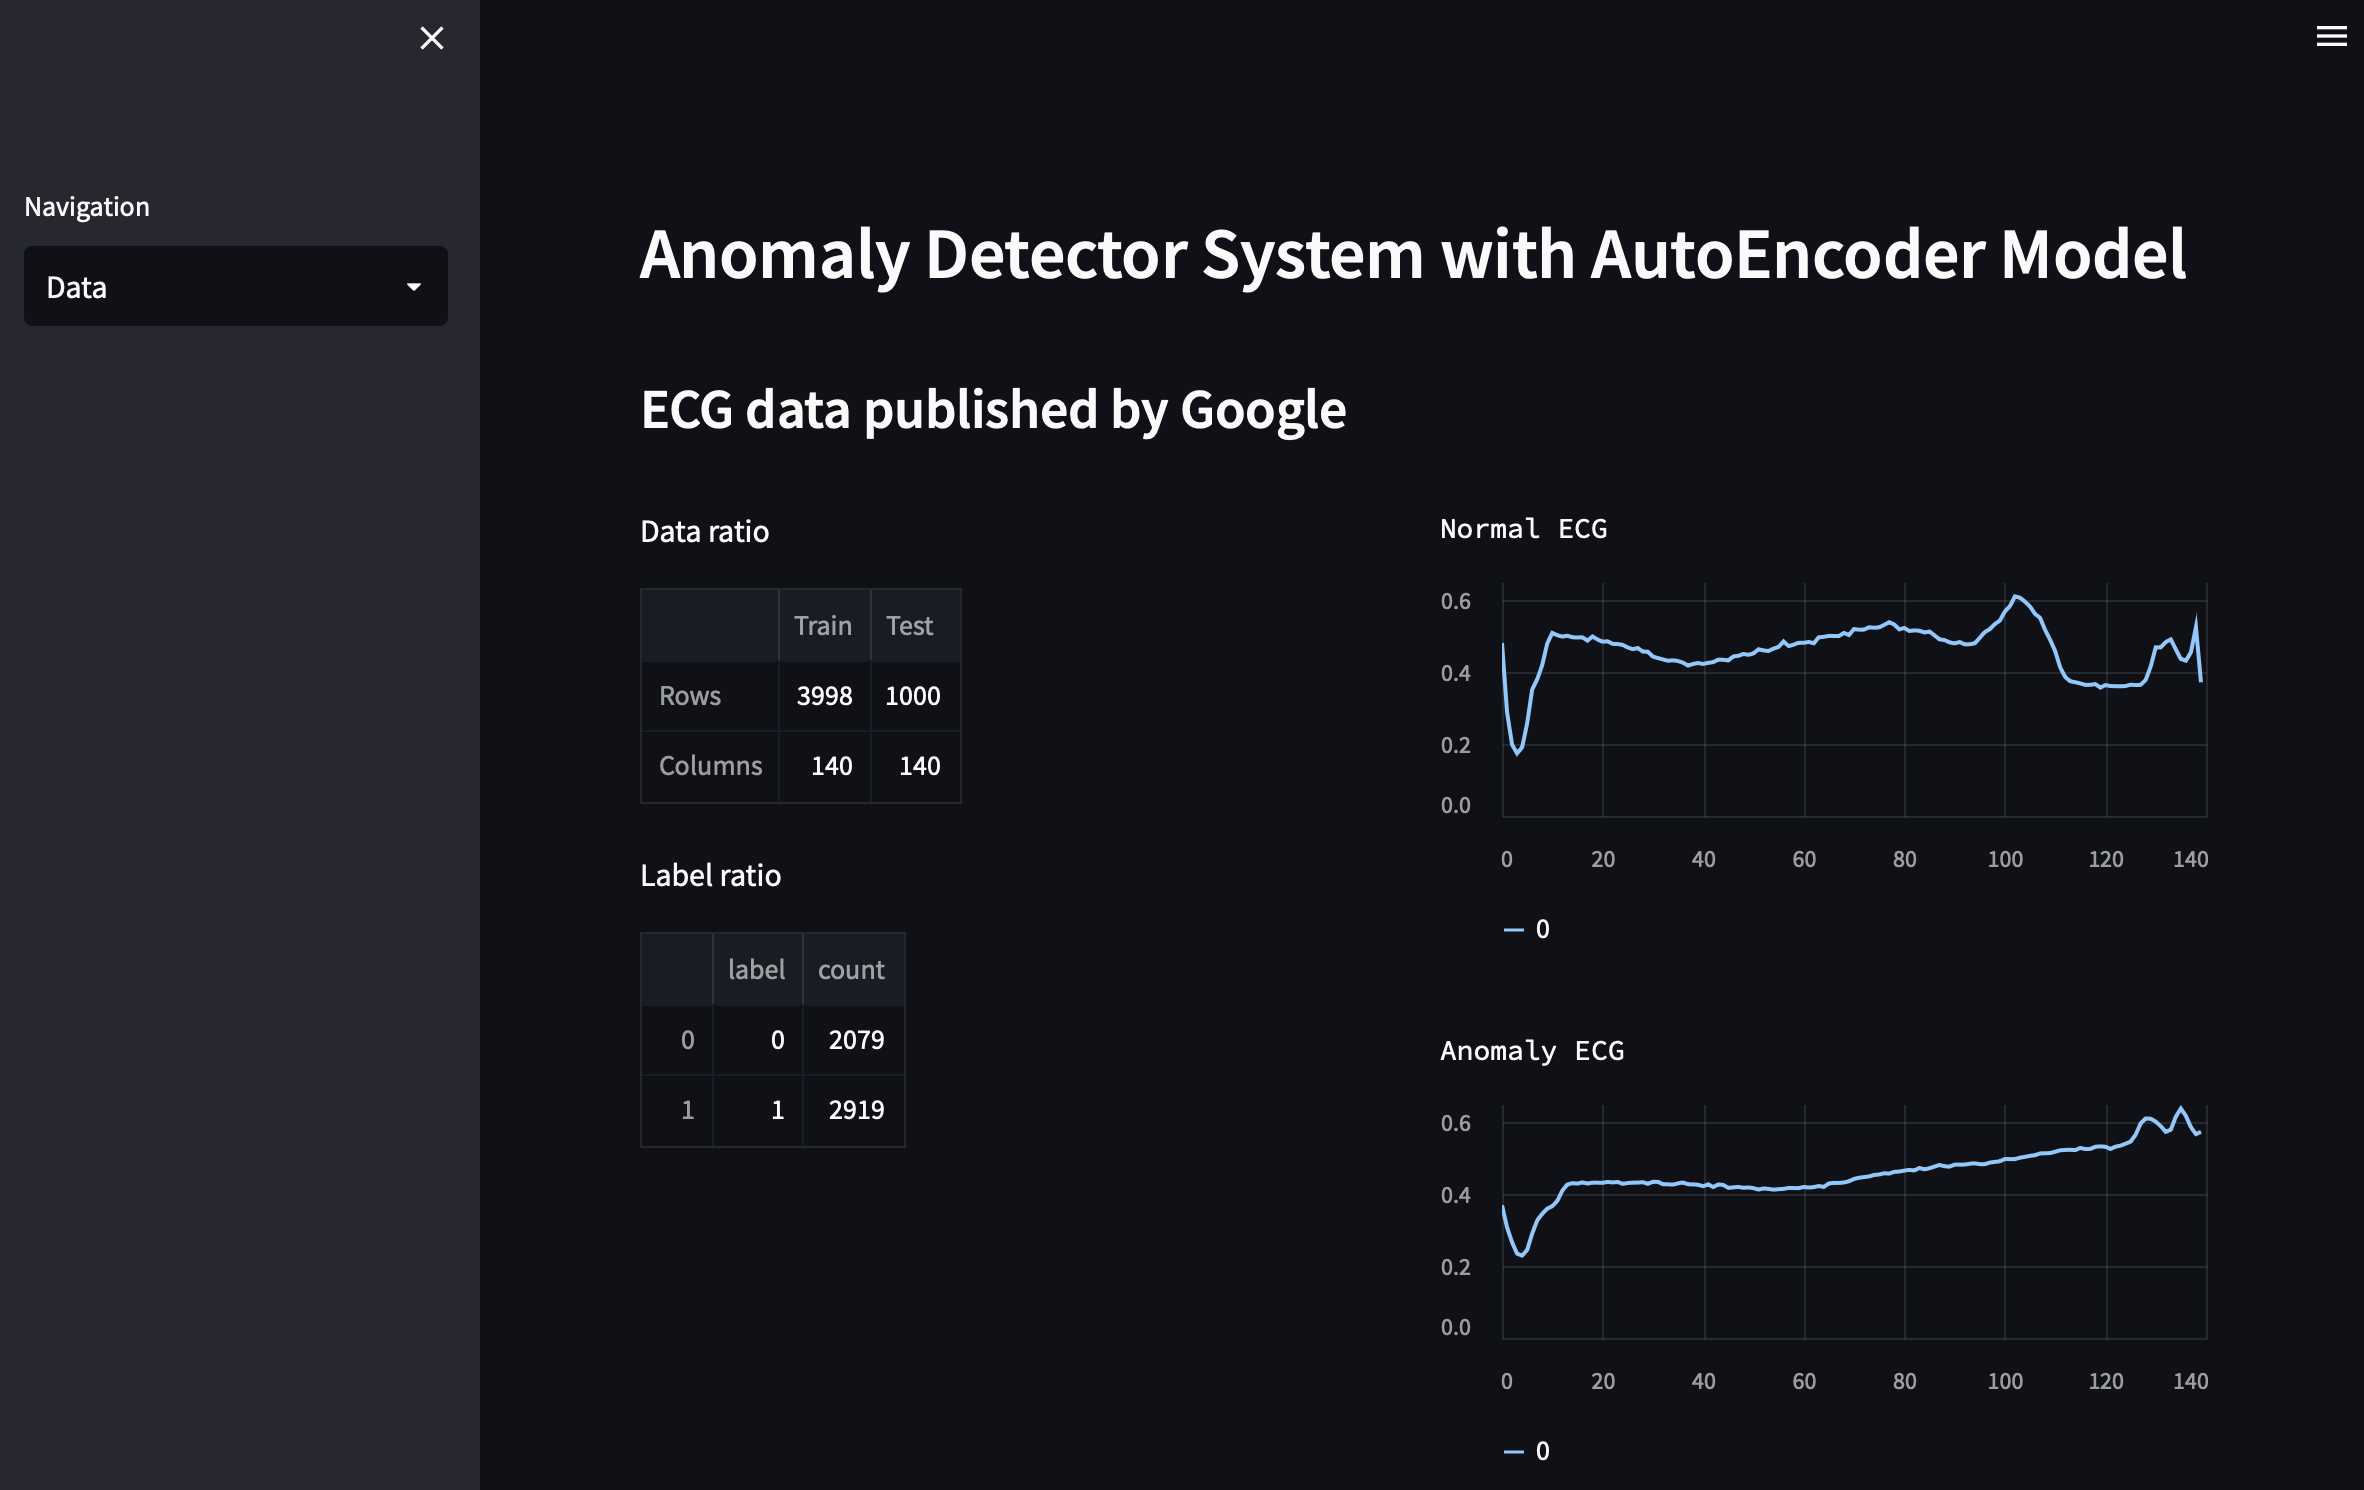 Navigation
Data
Anomaly Detector System with AutoEncoder Model
ECG data published by Google
Data ratio
Train Test
Rows 3998 1000
Columns 140 140
Label ratio
label count
0 0 2079
1 1 2919
Normal ECG
0.6
0.4
0.2
0.0
0 20 40 60 80 100 120 140
0
Anomaly ECG
0.6
0.4
0.2
0.0
0 20 40 60 80 100 120 140
0